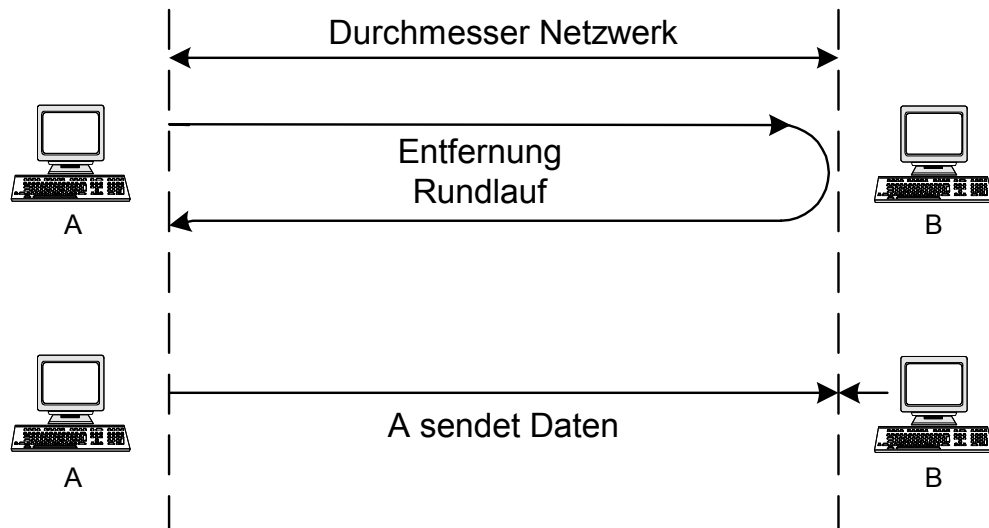 Durchmesser Netzwerk
Entfernung
Rundlauf
A
B
A sendet Daten
A
B